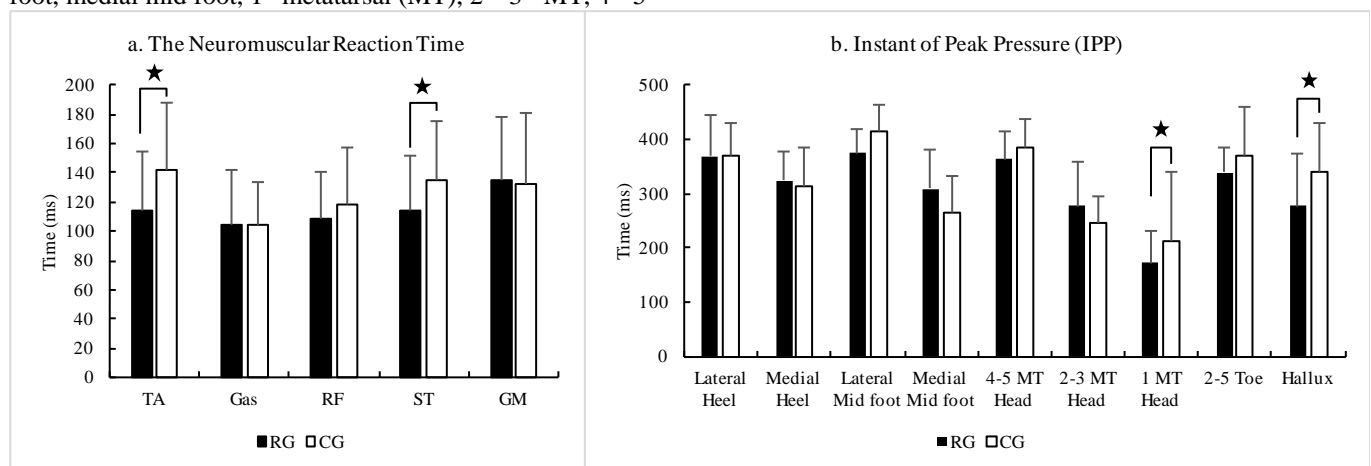 foot, medial mid foot, 1 metatarsal (MT), 2 3 MT, 4 5
a. The Neuromuscular Reaction Time
Time (ms)
200
180
160
140
120
100
80
60
40
20
0
TA Gas RF ST GM
RG CG
b. Instant of Peak Pressure (IPP)
Time (ms)
500
400
300
200
100
0
Lateral Medial Lateral Medial 4-5 MT 2-3 MT 1 MT 2-5 Toe Hallux
Heel Heel Mid foot Mid foot Head Head Head
RG CG